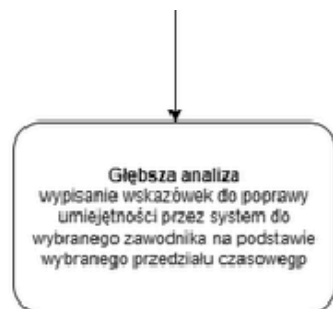 Głębsza analiza
wypisanie wskazówek do poprawy
umiejętności przez system do
wybranego zawodnika na podstawie
wybranego przedziału czasowegp